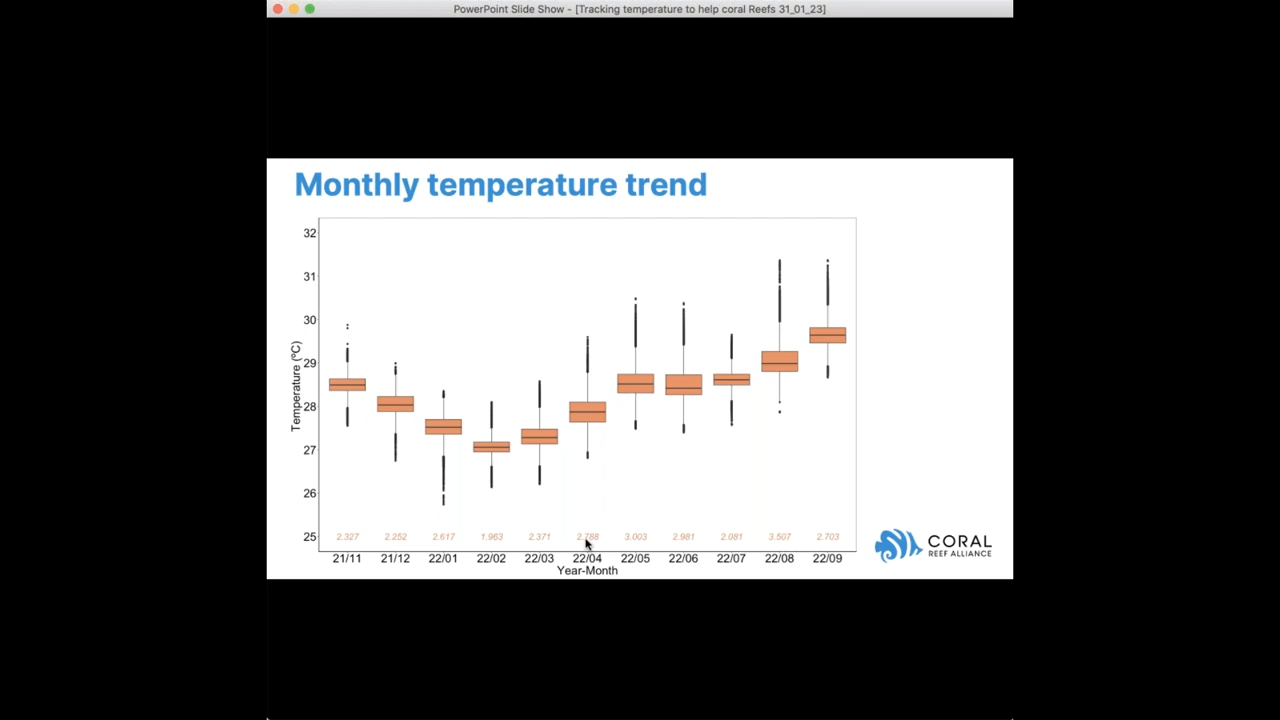 PowerPoint Slide Show - [Tracking temperature to help coral Reefs 31_01_23]
Monthly temperature trend
32
31
30
29
28
27
26
25
Temperature (°C)
2.327 2.252 2.617 1.963 2.371 2.788 3.003 2.981 2.081 3.507 2.703
21/11 21/12 22/01 22/02 22/03 22/04 22/05 22/06 22/07 22/08 22/09
Year-Month
CORAL
REEF ALLIANCE